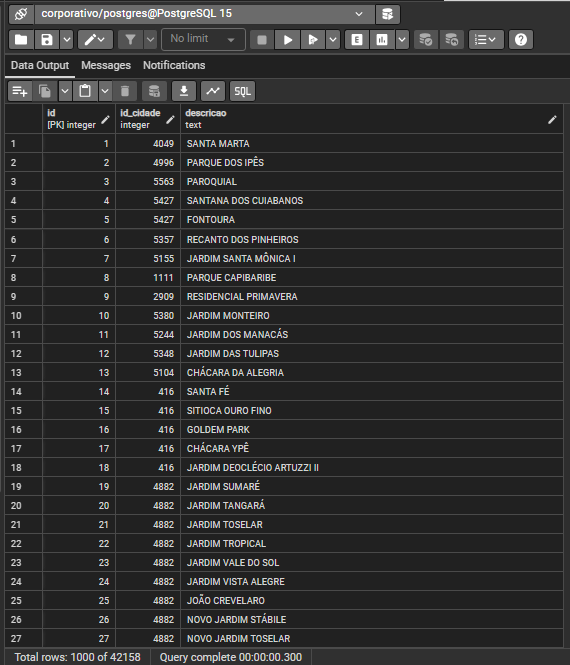 corporativo/postgres@PostgreSQL 15
No limit
E
Data Output Messages Notifications
SQL
id id_cidade descricao
[PK] integer integer text
1 1 4049 SANTA MARTA
2 2 4996 PARQUE DOS IPÊS
3 3 5563 PAROQUIAL
4 4 5427 SANTANA DOS CUIABANOS
5 5 5427 FONTOURA
6 6 5357 RECANTO DOS PINHEIROS
7 7 5155 JARDIM SANTA MÔNICA I
8 8 1111 PARQUE CAPIBARIBE
9 9 2909 RESIDENCIAL PRIMAVERA
10 10 5380 JARDIM MONTEIRO
11 11 5244 JARDIM DOS MANACÁS
12 12 5348 JARDIM DAS TULIPAS
13 13 5104 CHÁCARA DA ALEGRIA
14 14 416 SANTA FÉ
15 15 416 SITIOCA OURO FINO
16 16 416 GOLDEM PARK
17 17 416 CHÁCARA YPÊ
18 18 416 JARDIM DEOCLÉCIO ARTUZZI II
19 19 4882 JARDIM SUMARÉ
20 20 4882 JARDIM TANGARÁ
21 21 4882 JARDIM TOSELAR
22 22 4882 JARDIM TROPICAL
23 23 4882 JARDIM VALE DO SOL
24 24 4882 JARDIM VISTA ALEGRE
25 25 4882 JOÃO CREVELARO
26 26 4882 NOVO JARDIM STÁBILE
27 27 4882 NOVO JARDIM TOSELAR
Total rows: 1000 of 42158 Query complete 00:00:00.300